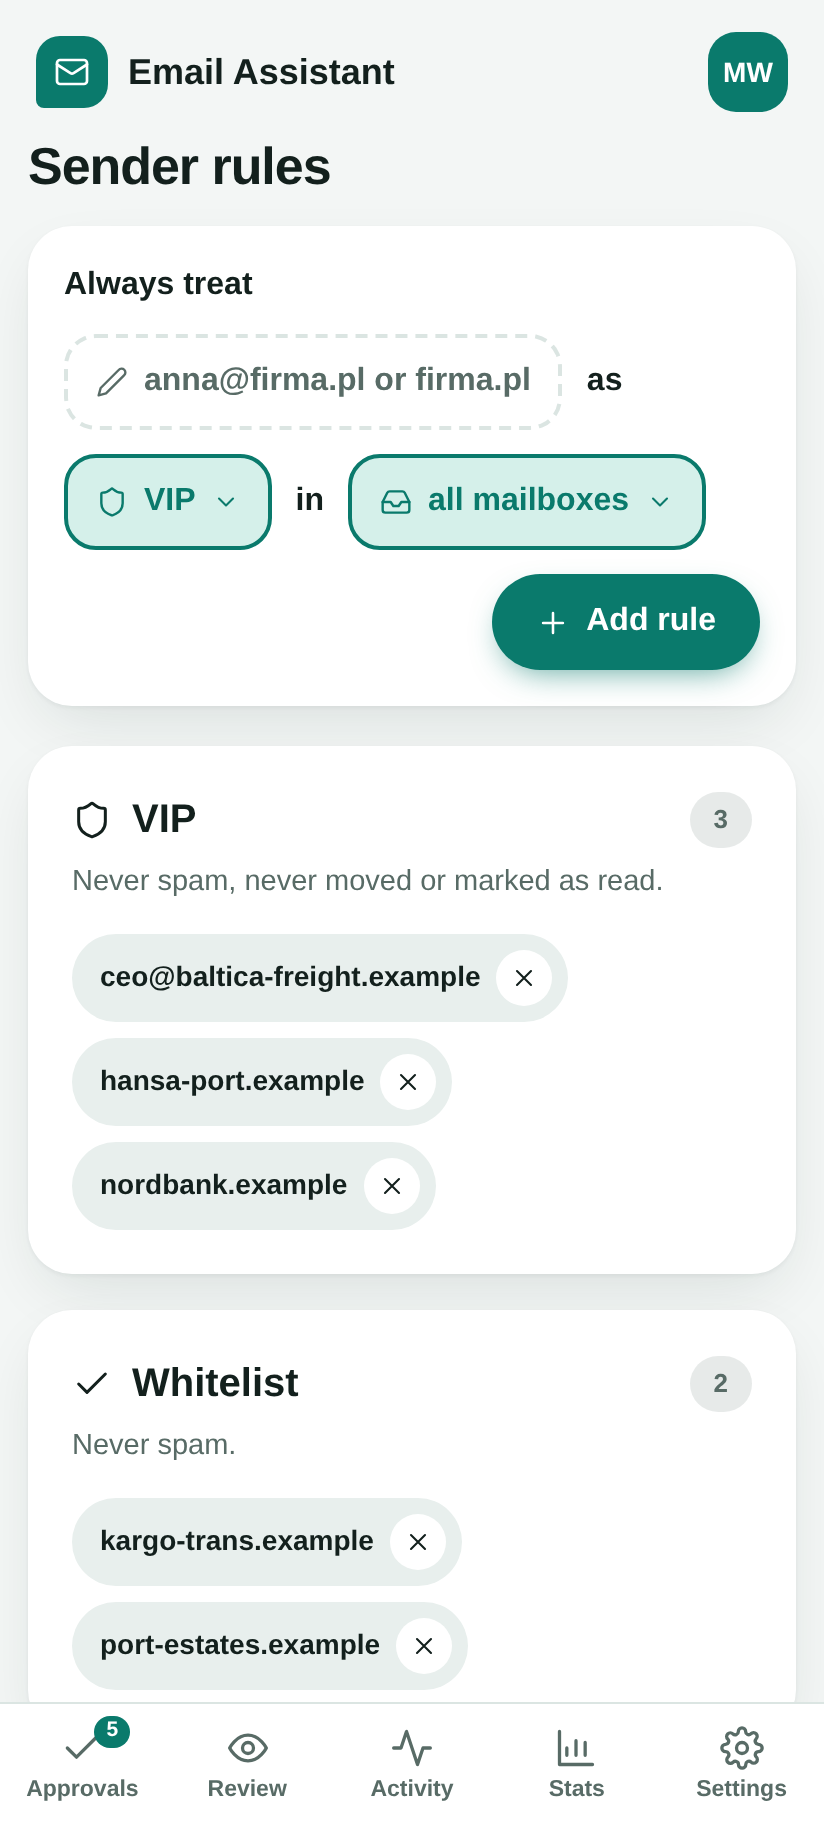 Email Assistant
MW
Sender rules
Always treat
anna@firma.pl or firma.pl as
VIP in all mailboxes
Add rule
VIP 3
Never spam, never moved or marked as read.
ceo@baltica-freight.example
hansa-port.example
nordbank.example
Whitelist 2
Never spam.
kargo-trans.example
port-estates.example
5
Approvals Review Activity Stats Settings